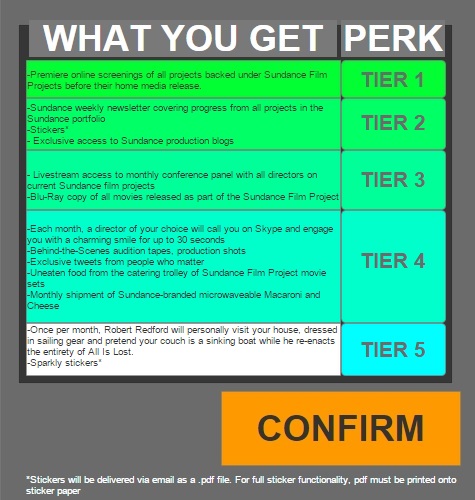 WHAT YOU GET PERK
-Premiere online screenings of all projects backed under Sundance Film
Projects before their home media release.
TIER 1
-Sundance weekly newsletter covering progress from all projects in the
Sundance portfolio
-Stickers*
- Exclusive access to Sundance production blogs
TIER 2
- Livestream access to monthly conference panel with all directors on
current Sundance film projects
-Blu-Ray copy of all movies released as part of the Sundance Film Project
TIER 3
-Each month, a director of your choice will call you on Skype and engage
you with a charming smile for up to 30 seconds
-Behind-the-Scenes audition tapes, production shots
-Exclusive tweets from people who matter
-Uneaten food from the catering trolley of Sundance Film Project movie
sets
-Monthly shipment of Sundance-branded microwaveable Macaroni and
Cheese
TIER 4
-Once per month, Robert Redford will personally visit your house, dressed
in sailing gear and pretend your couch is a sinking boat while he re-enacts
the entirety of All Is Lost.
-Sparkly stickers*
TIER 5
CONFIRM
*Stickers will be delivered via email as a .pdf file. For full sticker functionality, pdf must be printed onto
sticker paper